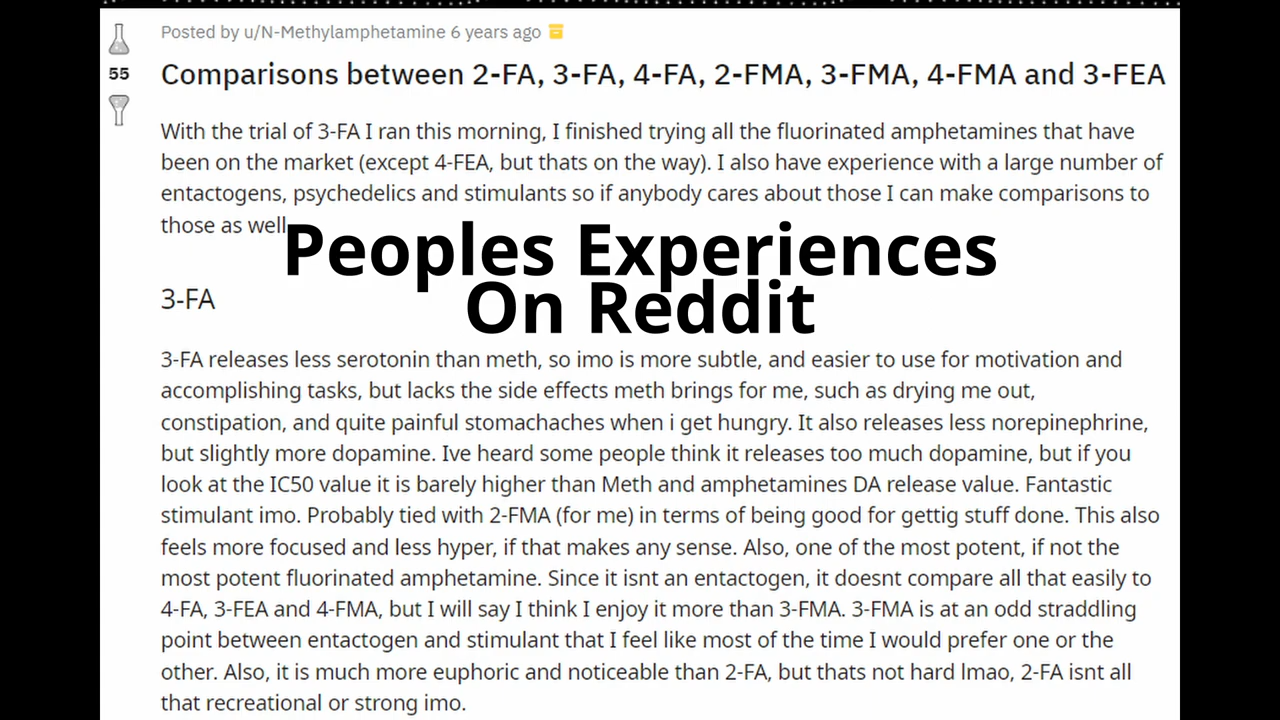 Posted by u/N-Methylamphetamine 6 years ago
55
Comparisons between 2-FA, 3-FA, 4-FA, 2-FMA, 3-FMA, 4-FMA and 3-FEA
With the trial of 3-FA I ran this morning, I finished trying all the fluorinated amphetamines that have
been on the market (except 4-FEA, but thats on the way). I also have experience with a large number of
entactogens, psychedelics and stimulants so if anybody cares about those I can make comparisons to
those as well
Peoples Experiences
On Reddit
3-FA
3-FA releases less serotonin than meth, so imo is more subtle, and easier to use for motivation and
accomplishing tasks, but lacks the side effects meth brings for me, such as drying me out,
constipation, and quite painful stomachaches when i get hungry. It also releases less norepinephrine,
but slightly more dopamine. Ive heard some people think it releases too much dopamine, but if you
look at the IC50 value it is barely higher than Meth and amphetamines DA release value. Fantastic
stimulant imo. Probably tied with 2-FMA (for me) in terms of being good for gettig stuff done. This also
feels more focused and less hyper, if that makes any sense. Also, one of the most potent, if not the
most potent fluorinated amphetamine. Since it isnt an entactogen, it doesnt compare all that easily to
4-FA, 3-FEA and 4-FMA, but I will say I think I enjoy it more than 3-FMA. 3-FMA is at an odd straddling
point between entactogen and stimulant that I feel like most of the time I would prefer one or the
other. Also, it is much more euphoric and noticeable than 2-FA, but thats not hard lmao, 2-FA isnt all
that recreational or strong imo.